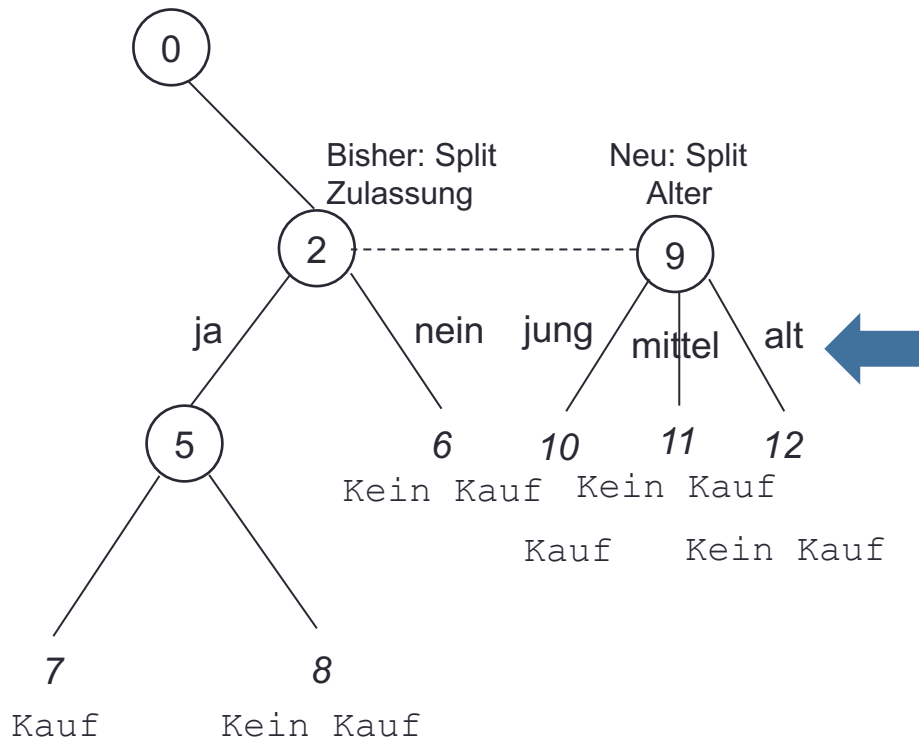 0
Bisher: Split
Zulassung
Neu: Split
Alter
2
9
ja
nein
jung
mittel
alt
5
6
10
11
12
Kein Kauf
Kein Kauf
Kauf
Kein Kauf
7
8
Kauf
Kein Kauf